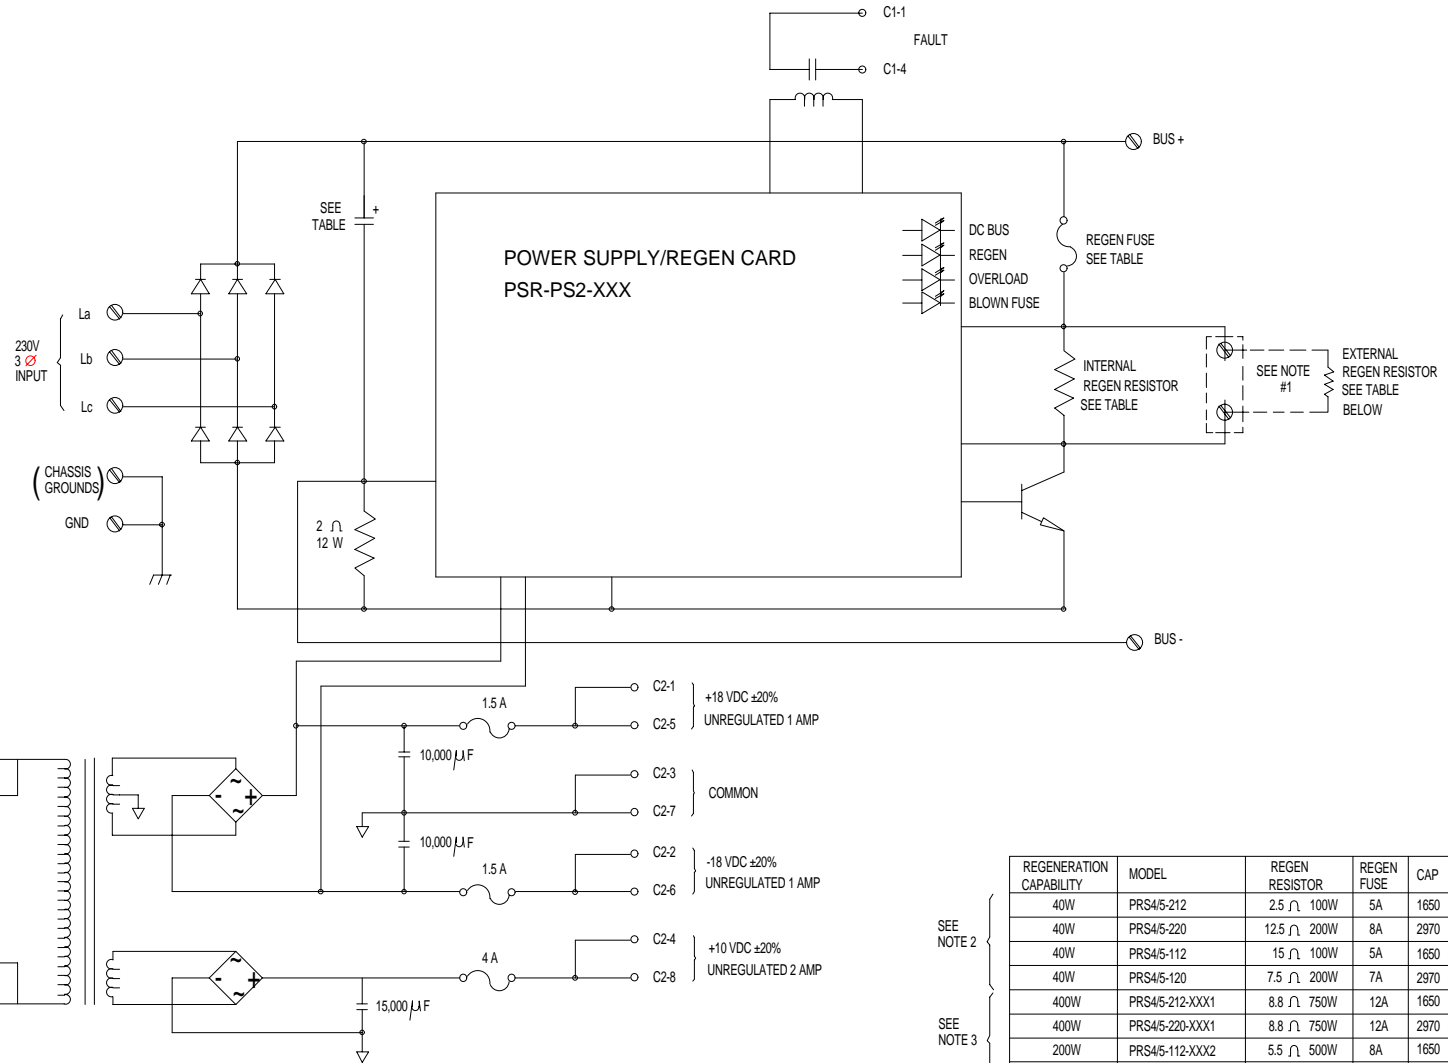 C1-1
FAULT
C1-4
BUS +
SEE
TABLE
+
POWER SUPPLY/REGEN CARD
PSR-PS2-XXX
DC BUS
REGEN
OVERLOAD
BLOWN FUSE
REGEN FUSE
SEE TABLE
La
Lb
Lc
230V
3 Ø
INPUT
INTERNAL
REGEN RESISTOR
SEE TABLE
SEE NOTE
#1
EXTERNAL
REGEN RESISTOR
SEE TABLE
BELOW
(CHASSIS
GROUNDS)
GND
2 Ω
12 W
BUS -
1.5 A
C2-1
C2-5
+18 VDC ±20%
UNREGULATED 1 AMP
10,000 μF
~
- +
~
C2-3
C2-7
COMMON
10,000 μF
1.5 A
C2-2
C2-6
-18 VDC ±20%
UNREGULATED 1 AMP
4 A
C2-4
C2-8
+10 VDC ±20%
UNREGULATED 2 AMP
~
- +
~
15,000 μF
REGENERATION CAPABILITY MODEL REGEN RESISTOR REGEN FUSE CAP
40W PRS4/5-212 2.5 Ω 100W 5A 1650
40W PRS4/5-220 12.5 Ω 200W 8A 2970
40W PRS4/5-112 15 Ω 100W 5A 1650
40W PRS4/5-120 7.5 Ω 200W 7A 2970
400W PRS4/5-212-XXX1 8.8 Ω 750W 12A 1650
400W PRS4/5-220-XXX1 8.8 Ω 750W 12A 2970
200W PRS4/5-112-XXX2 5.5 Ω 500W 8A 1650
SEE
NOTE 2
SEE
NOTE 3